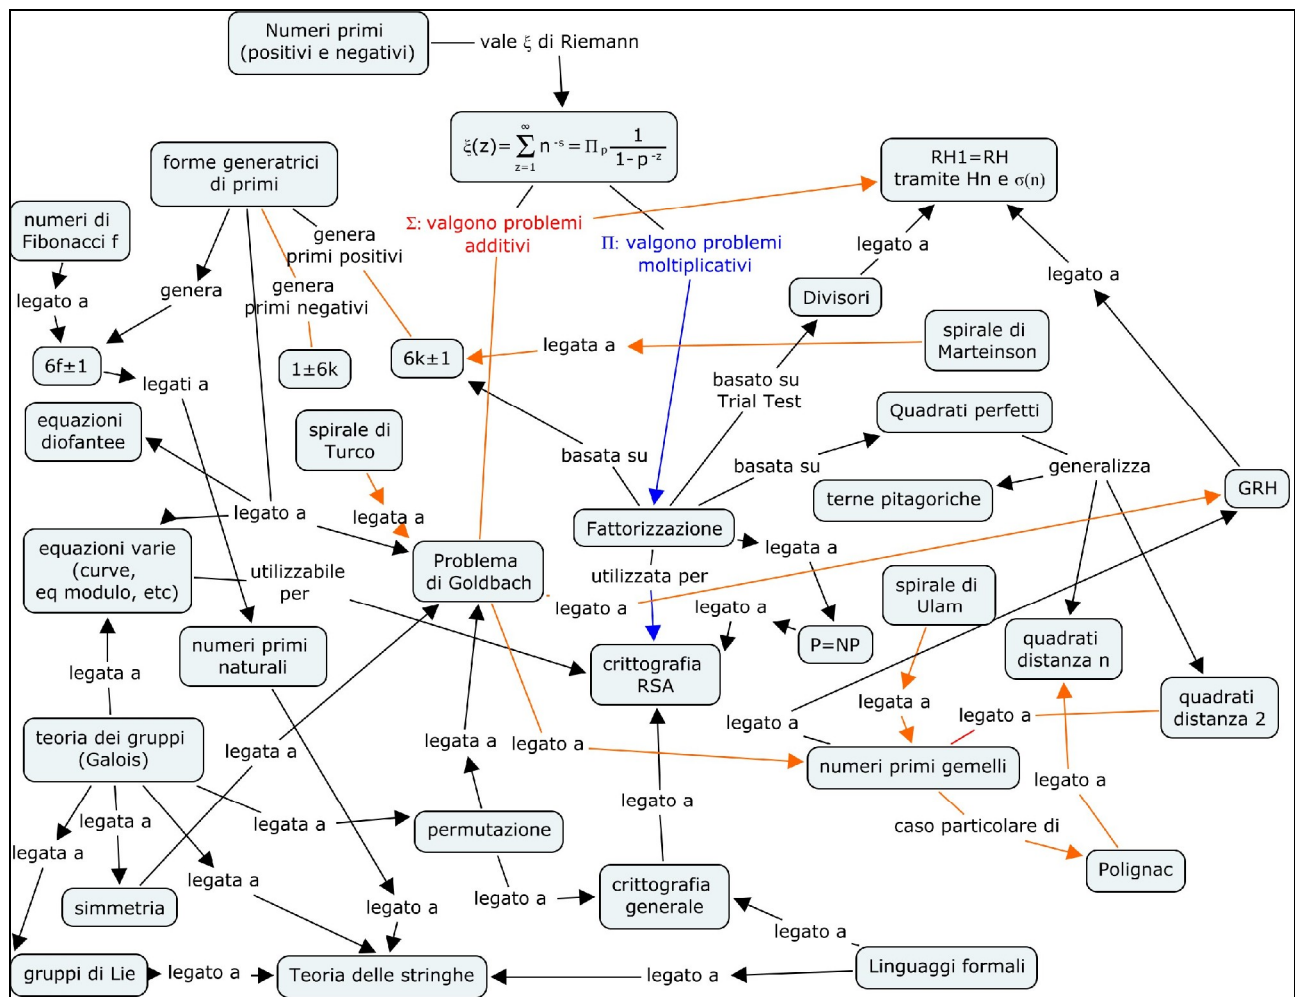 Numeri primi
(positivi e negativi)
vale ξ di Riemann
ξ(z)= ∞ ∑ z=1 n -s = Π p 1 / 1- p -z
forme generatrici
di primi
RH1=RH
tramite Hn e σ(n)
numeri di
Fibonacci f
Σ: valgono problemi
additivi
Π: valgono problemi
moltiplicativi
genera
primi positivi
legato a
legato a
legato a
genera
genera
primi negativi
Divisori
spirale di
Marteinson
6f±1
1±6k
6k±1
legata a
legati a
basato su
Trial Test
equazioni
diofantee
spirale di
Turco
Quadrati perfetti
basata su
basata su
generalizza
terne pitagoriche
GRH
legato a
legata a
Fattorizzazione
legata a
equazioni varie
(curve,
eq modulo, etc)
utilizzabile
per
Problema
di Goldbach
utilizzata per
legato a
legato a
spirale di
Ulam
numeri primi
naturali
crittografia
RSA
P=NP
quadrati
distanza n
legata a
quadrati
distanza 2
teoria dei gruppi
(Galois)
legata a
legata a
legato a
legato a
legata a
legato a
numeri primi gemelli
legato a
legata a
legata a
legata a
permutazione
legato a
caso particolare di
legata a
legata a
Polignac
simmetria
legato a
legato a
crittografia
generale
legato a
gruppi di Lie
legato a
Teoria delle stringhe
legato a
Linguaggi formali